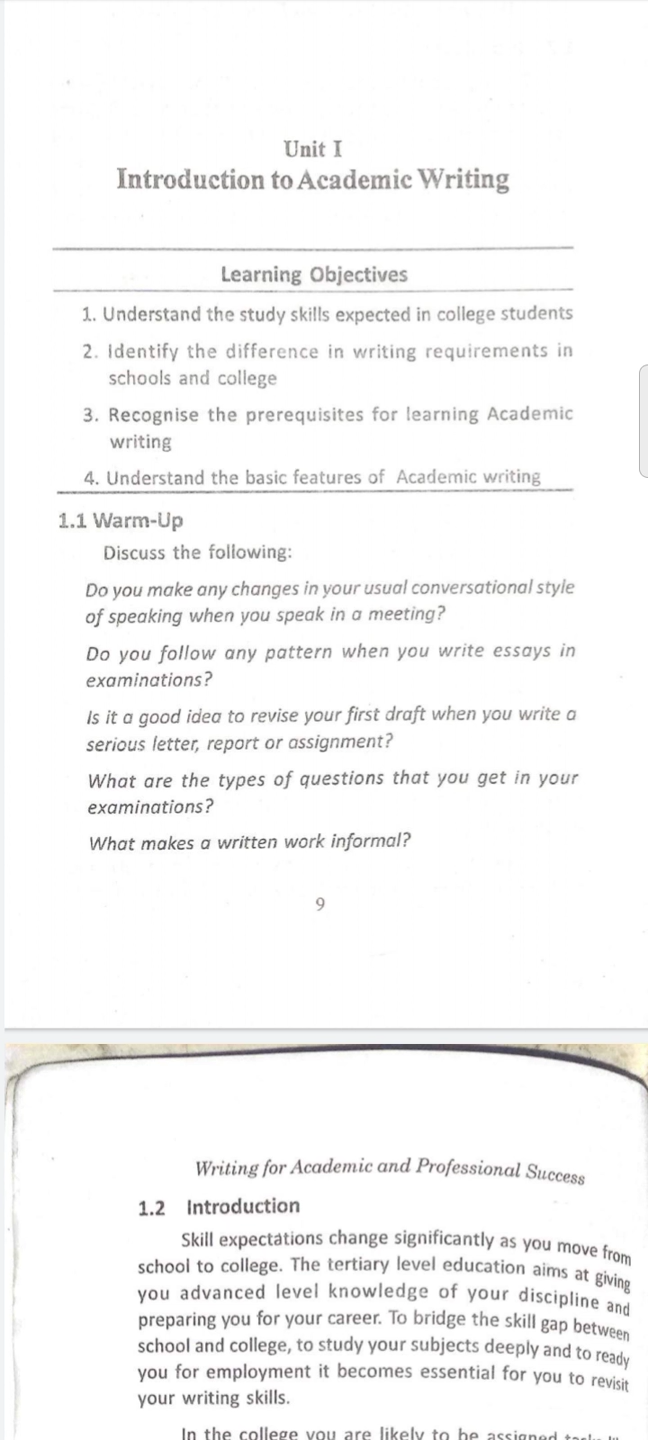 Unit I
Introduction to Academic Writing
Learning Objectives
1. Understand the study skills expected in college students
2. Identify the difference in writing requirements in
schools and college
3. Recognise the prerequisites for learning Academic
writing
4. Understand the basic features of Academic writing
1.1 Warm-Up
Discuss the following:
Do you make any changes in your usual conversational style
of speaking when you speak in a meeting?
Do you follow any pattern when you write essays in
examinations?
Is it a good idea to revise your first draft when you write a
serious letter, report or assignment?
What are the types of questions that you get in your
examinations?
What makes a written work informal?
9
Writing for Academic and Professional Success
1.2 Introduction
Skill expectations change significantly as you move from
school to college. The tertiary level education aims at giving
you advanced level knowledge of your discipline and
preparing you for your career. To bridge the skill gap between
school and college, to study your subjects deeply and to ready
you for employment it becomes essential for you to revisit
your writing skills.
In the college you are likely to be assigned